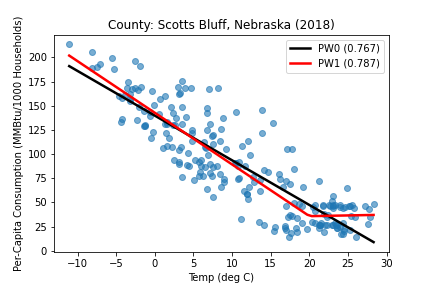 County: Scotts Bluff, Nebraska (2018)
Per-Capita Consumption (MMBtu/1000 Households)
PW0 (0.767)
PW1 (0.787)
200
175
150
125
100
75
50
25
0
−10 −5 0 5 10 15 20 25 30
Temp (deg C)